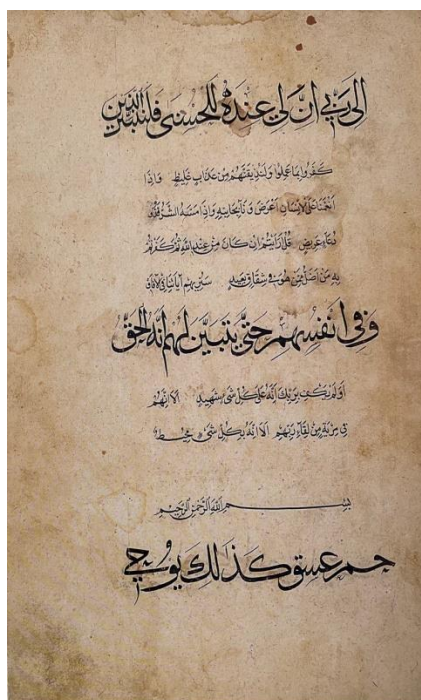 الى ربي ان لي عنده للحسنى فلننبئن الذين
كفروا بما عملوا ولنذيقنهم من عذاب غليظ واذا
انعمنا على الانسان اعرض ونأى بجانبه واذا مسه الشر فذو
دعاء عريض قل ارأيتم ان كان من عند الله ثم كفرتم
به من اضل ممن هو في شقاق بعيد سنريهم آياتنا في الآفاق
وفي انفسهم حتى يتبين لهم انه الحق
اولم يكف بربك انه على كل شيء شهيد الا انهم
في مرية من لقاء ربهم الا انه بكل شيء محيط
بسم الله الرحمن الرحيم
حم عسق كذلك يوحي